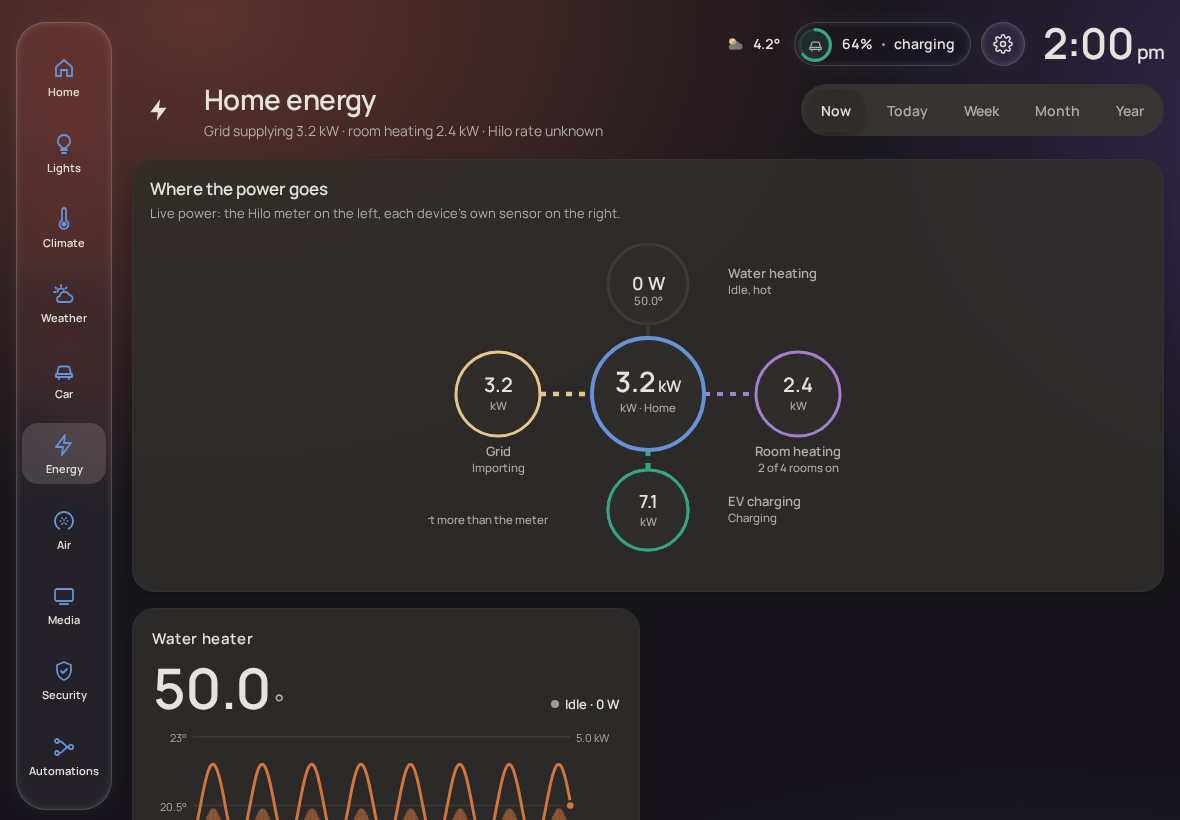 4.2°
64% • charging
2:00 pm
Home
Lights
Climate
Weather
Car
Energy
Air
Media
Security
Automations
Home energy
Grid supplying 3.2 kW · room heating 2.4 kW · Hilo rate unknown
Now
Today
Week
Month
Year
Where the power goes
Live power: the Hilo meter on the left, each device's own sensor on the right.
0 W
50.0°
Water heating
Idle, hot
3.2
kW
Grid
Importing
3.2 kW
kW · Home
2.4
kW
Room heating
2 of 4 rooms on
t more than the meter
7.1
kW
EV charging
Charging
Water heater
50.0°
Idle · 0 W
23°
5.0 kW
20.5°